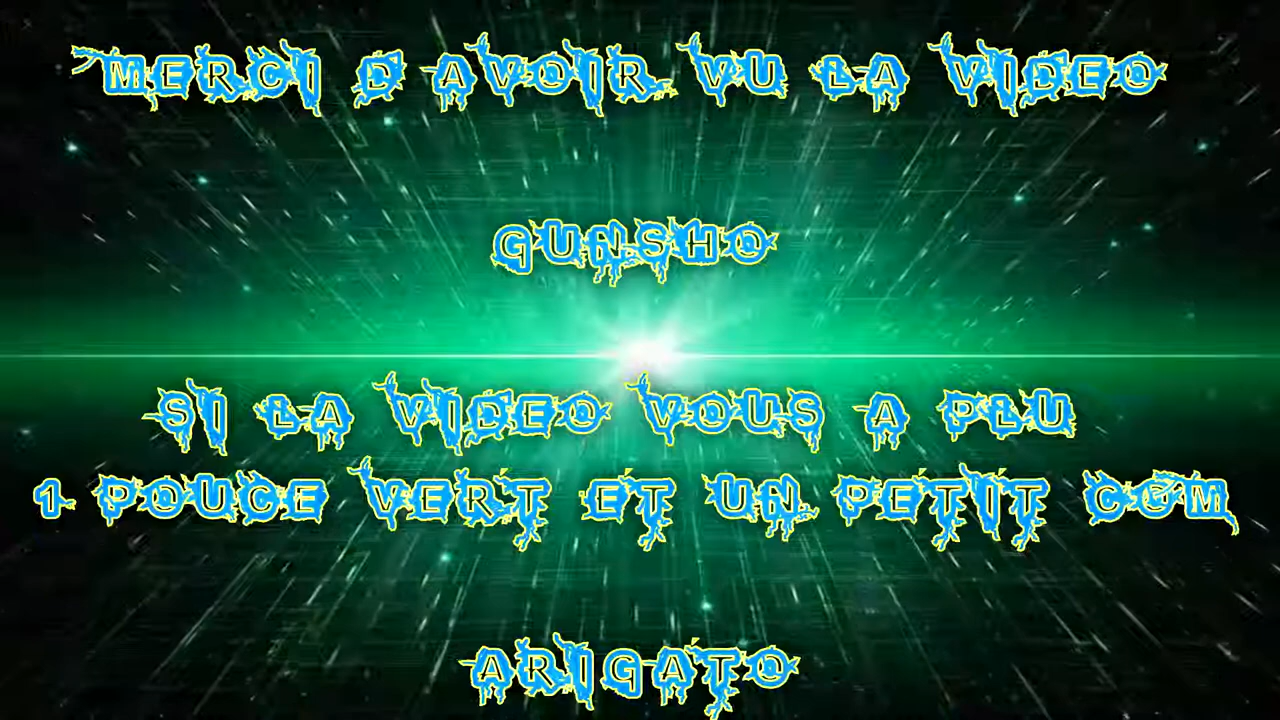 MERCI D AVOIR VU LA VIDEO
GUNSHO
SI LA VIDEO VOUS A PLU
1 POUCE VERT ET UN PETIT COM
ARIGATO